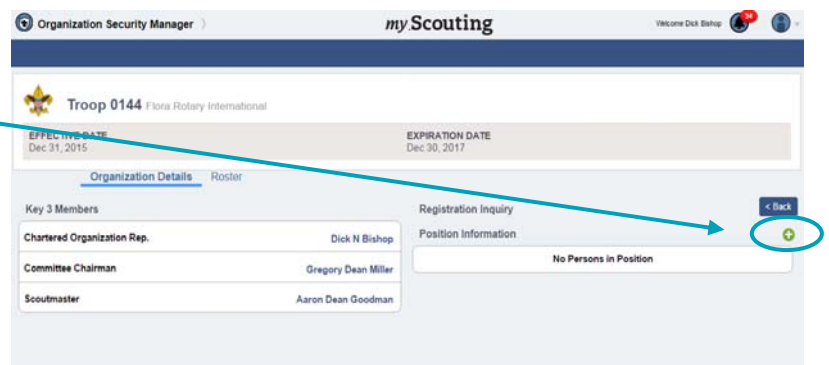 Organization Security Manager
my.Scouting
Welcome Dick Bishop
34
Troop 0144 Flora Rotary International
EFFECTIVE DATE
Dec 31, 2015
EXPIRATION DATE
Dec 30, 2017
Organization Details
Roster
Key 3 Members
Chartered Organization Rep.
Dick N Bishop
Committee Chairman
Gregory Dean Miller
Scoutmaster
Aaron Dean Goodman
Registration Inquiry
< Back
Position Information
No Persons in Position